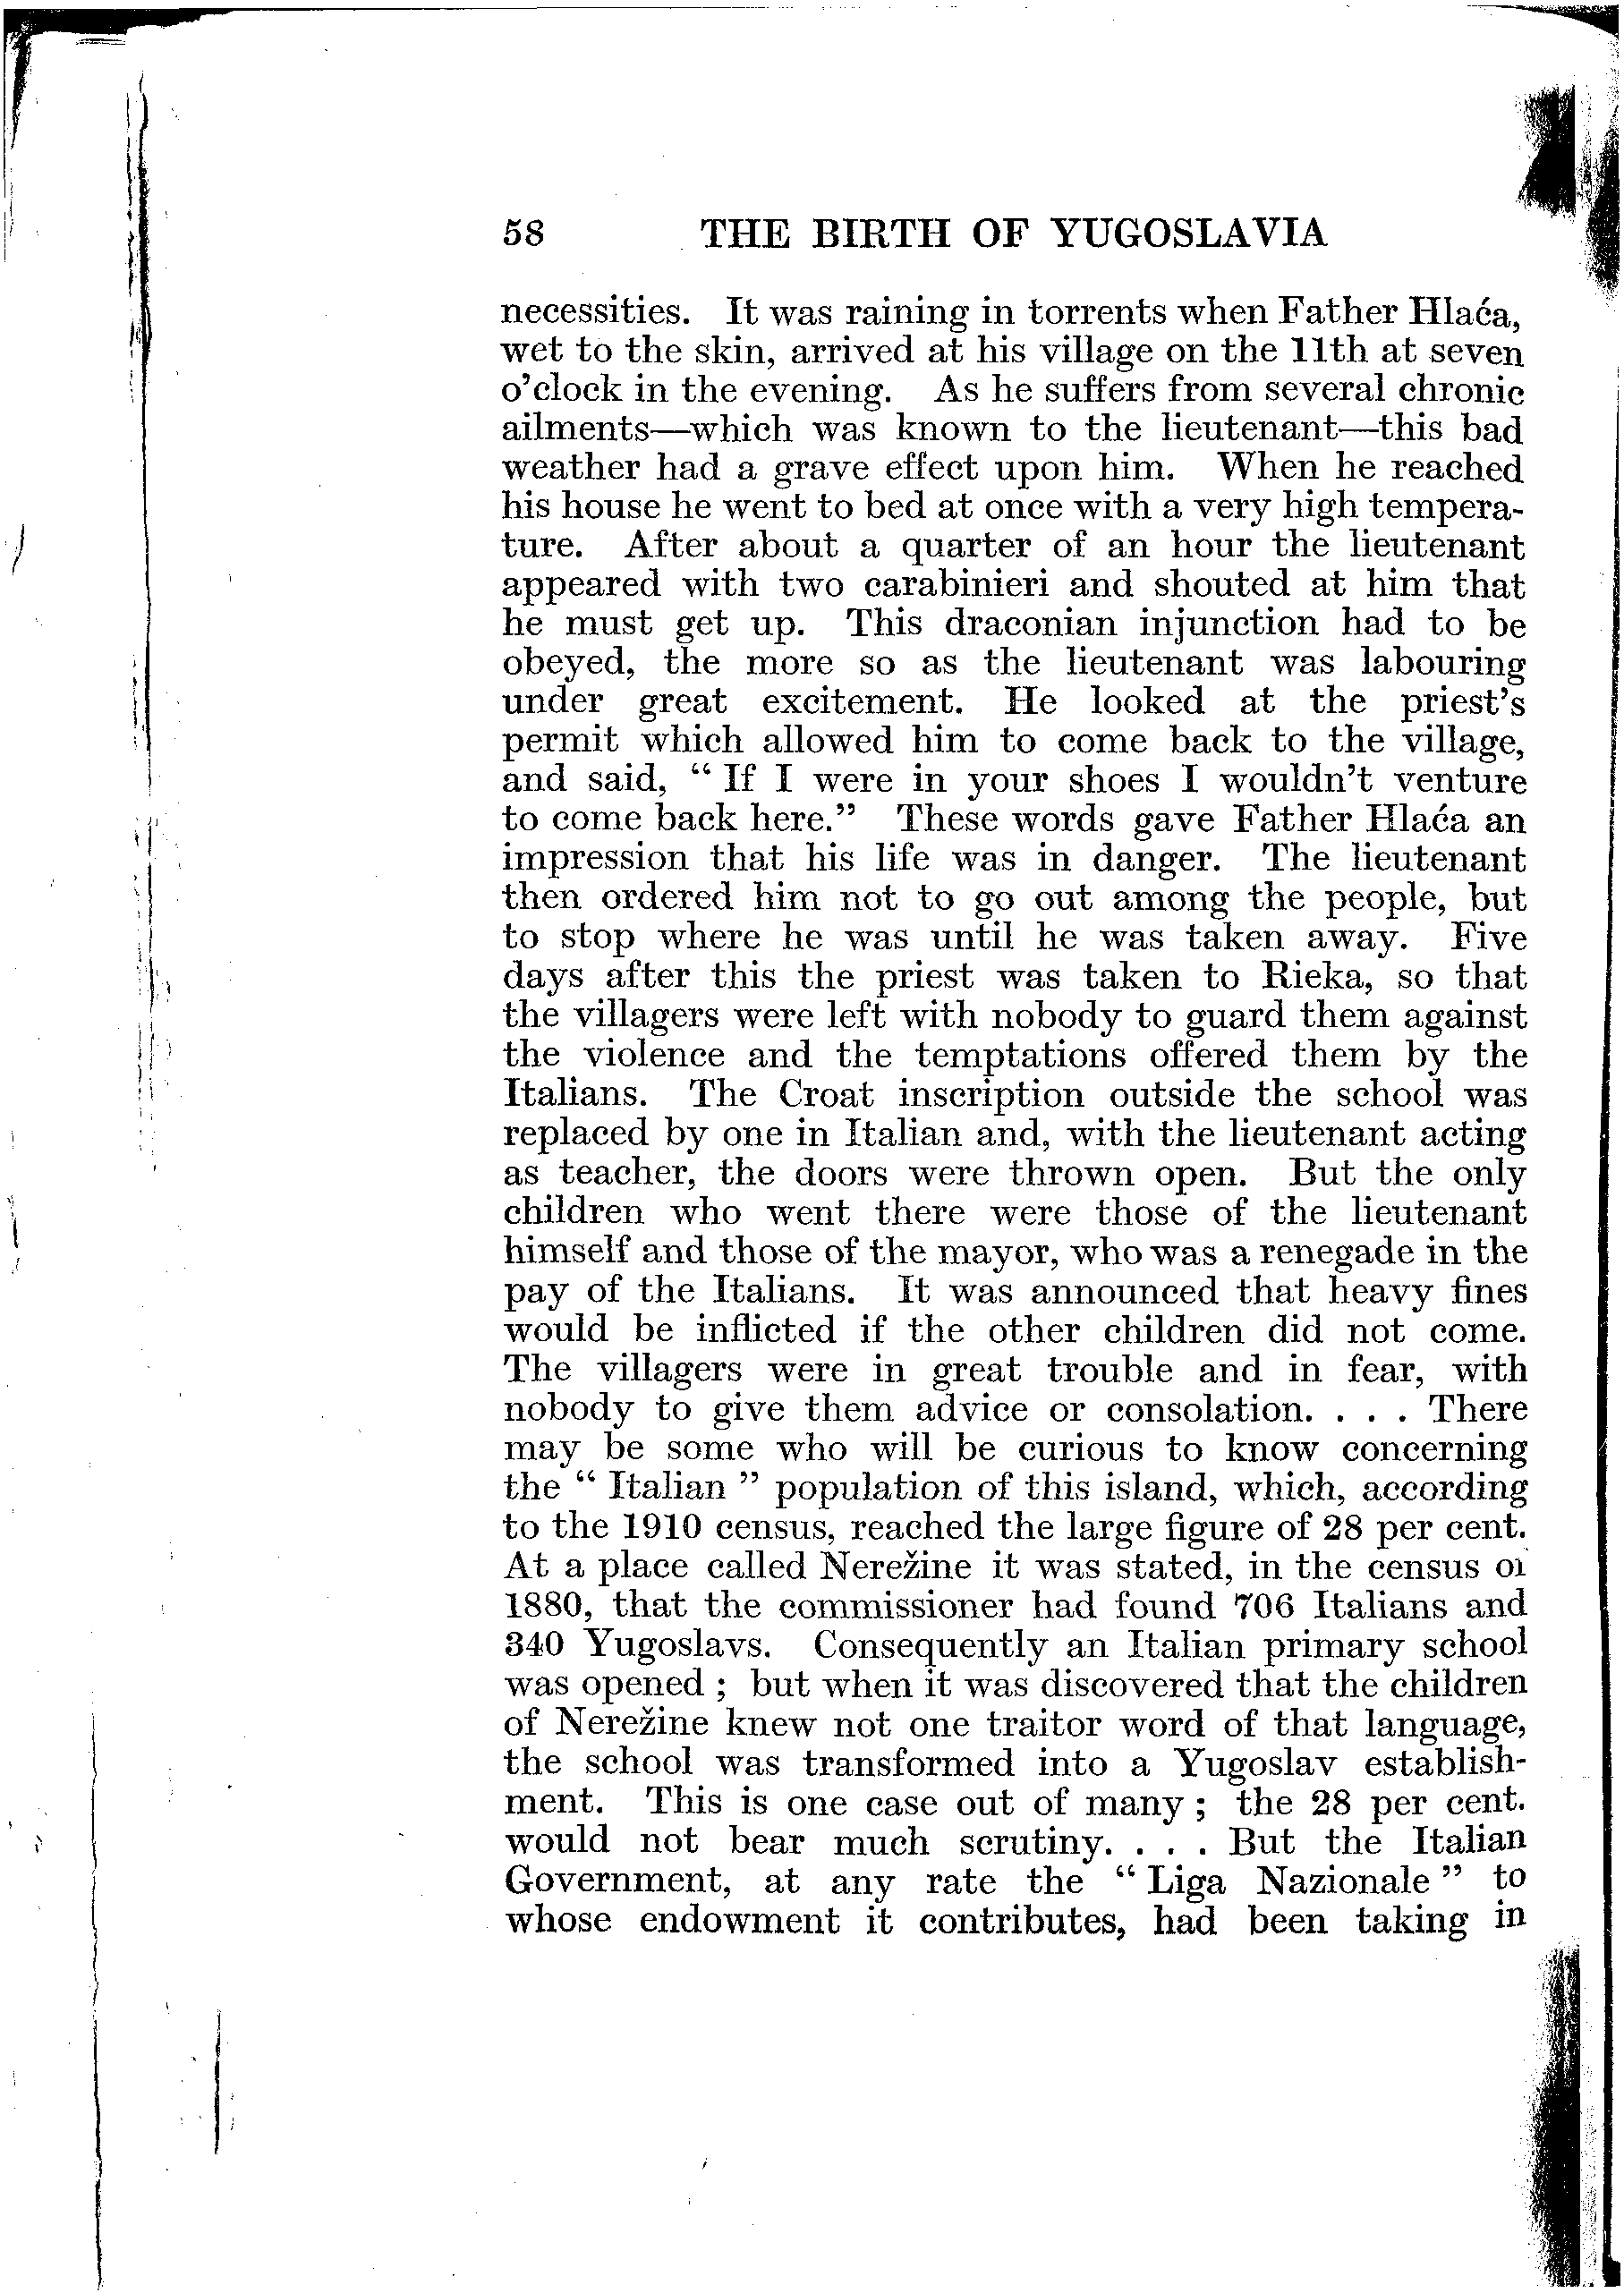 58 THE BIRTH OF YUGOSLAVIA
necessities. It was raining in torrents when Father Hlaća,
wet to the skin, arrived at his village on the 11th at seven
o'clock in the evening. As he suffers from several chronic
ailments—which was known to the lieutenant—this bad
weather had a grave effect upon him. When he reached
his house he went to bed at once with a very high tempera-
ture. After about a quarter of an hour the lieutenant
appeared with two carabinieri and shouted at him that
he must get up. This draconian injunction had to be
obeyed, the more so as the lieutenant was labouring
under great excitement. He looked at the priest's
permit which allowed him to come back to the village,
and said, “ If I were in your shoes I wouldn't venture
to come back here.” These words gave Father Hlaća an
impression that his life was in danger. The lieutenant
then ordered him not to go out among the people, but
to stop where he was until he was taken away. Five
days after this the priest was taken to Rieka, so that
the villagers were left with nobody to guard them against
the violence and the temptations offered them by the
Italians. The Croat inscription outside the school was
replaced by one in Italian and, with the lieutenant acting
as teacher, the doors were thrown open. But the only
children who went there were those of the lieutenant
himself and those of the mayor, who was a renegade in the
pay of the Italians. It was announced that heavy fines
would be inflicted if the other children did not come.
The villagers were in great trouble and in fear, with
nobody to give them advice or consolation. . . . There
may be some who will be curious to know concerning
the “ Italian ” population of this island, which, according
to the 1910 census, reached the large figure of 28 per cent.
At a place called Nerežine it was stated, in the census of
1880, that the commissioner had found 706 Italians and
340 Yugoslavs. Consequently an Italian primary school
was opened ; but when it was discovered that the children
of Nerežine knew not one traitor word of that language,
the school was transformed into a Yugoslav establish-
ment. This is one case out of many ; the 28 per cent.
would not bear much scrutiny. . . . But the Italian
Government, at any rate the “ Liga Nazionale ” to
whose endowment it contributes, had been taking in